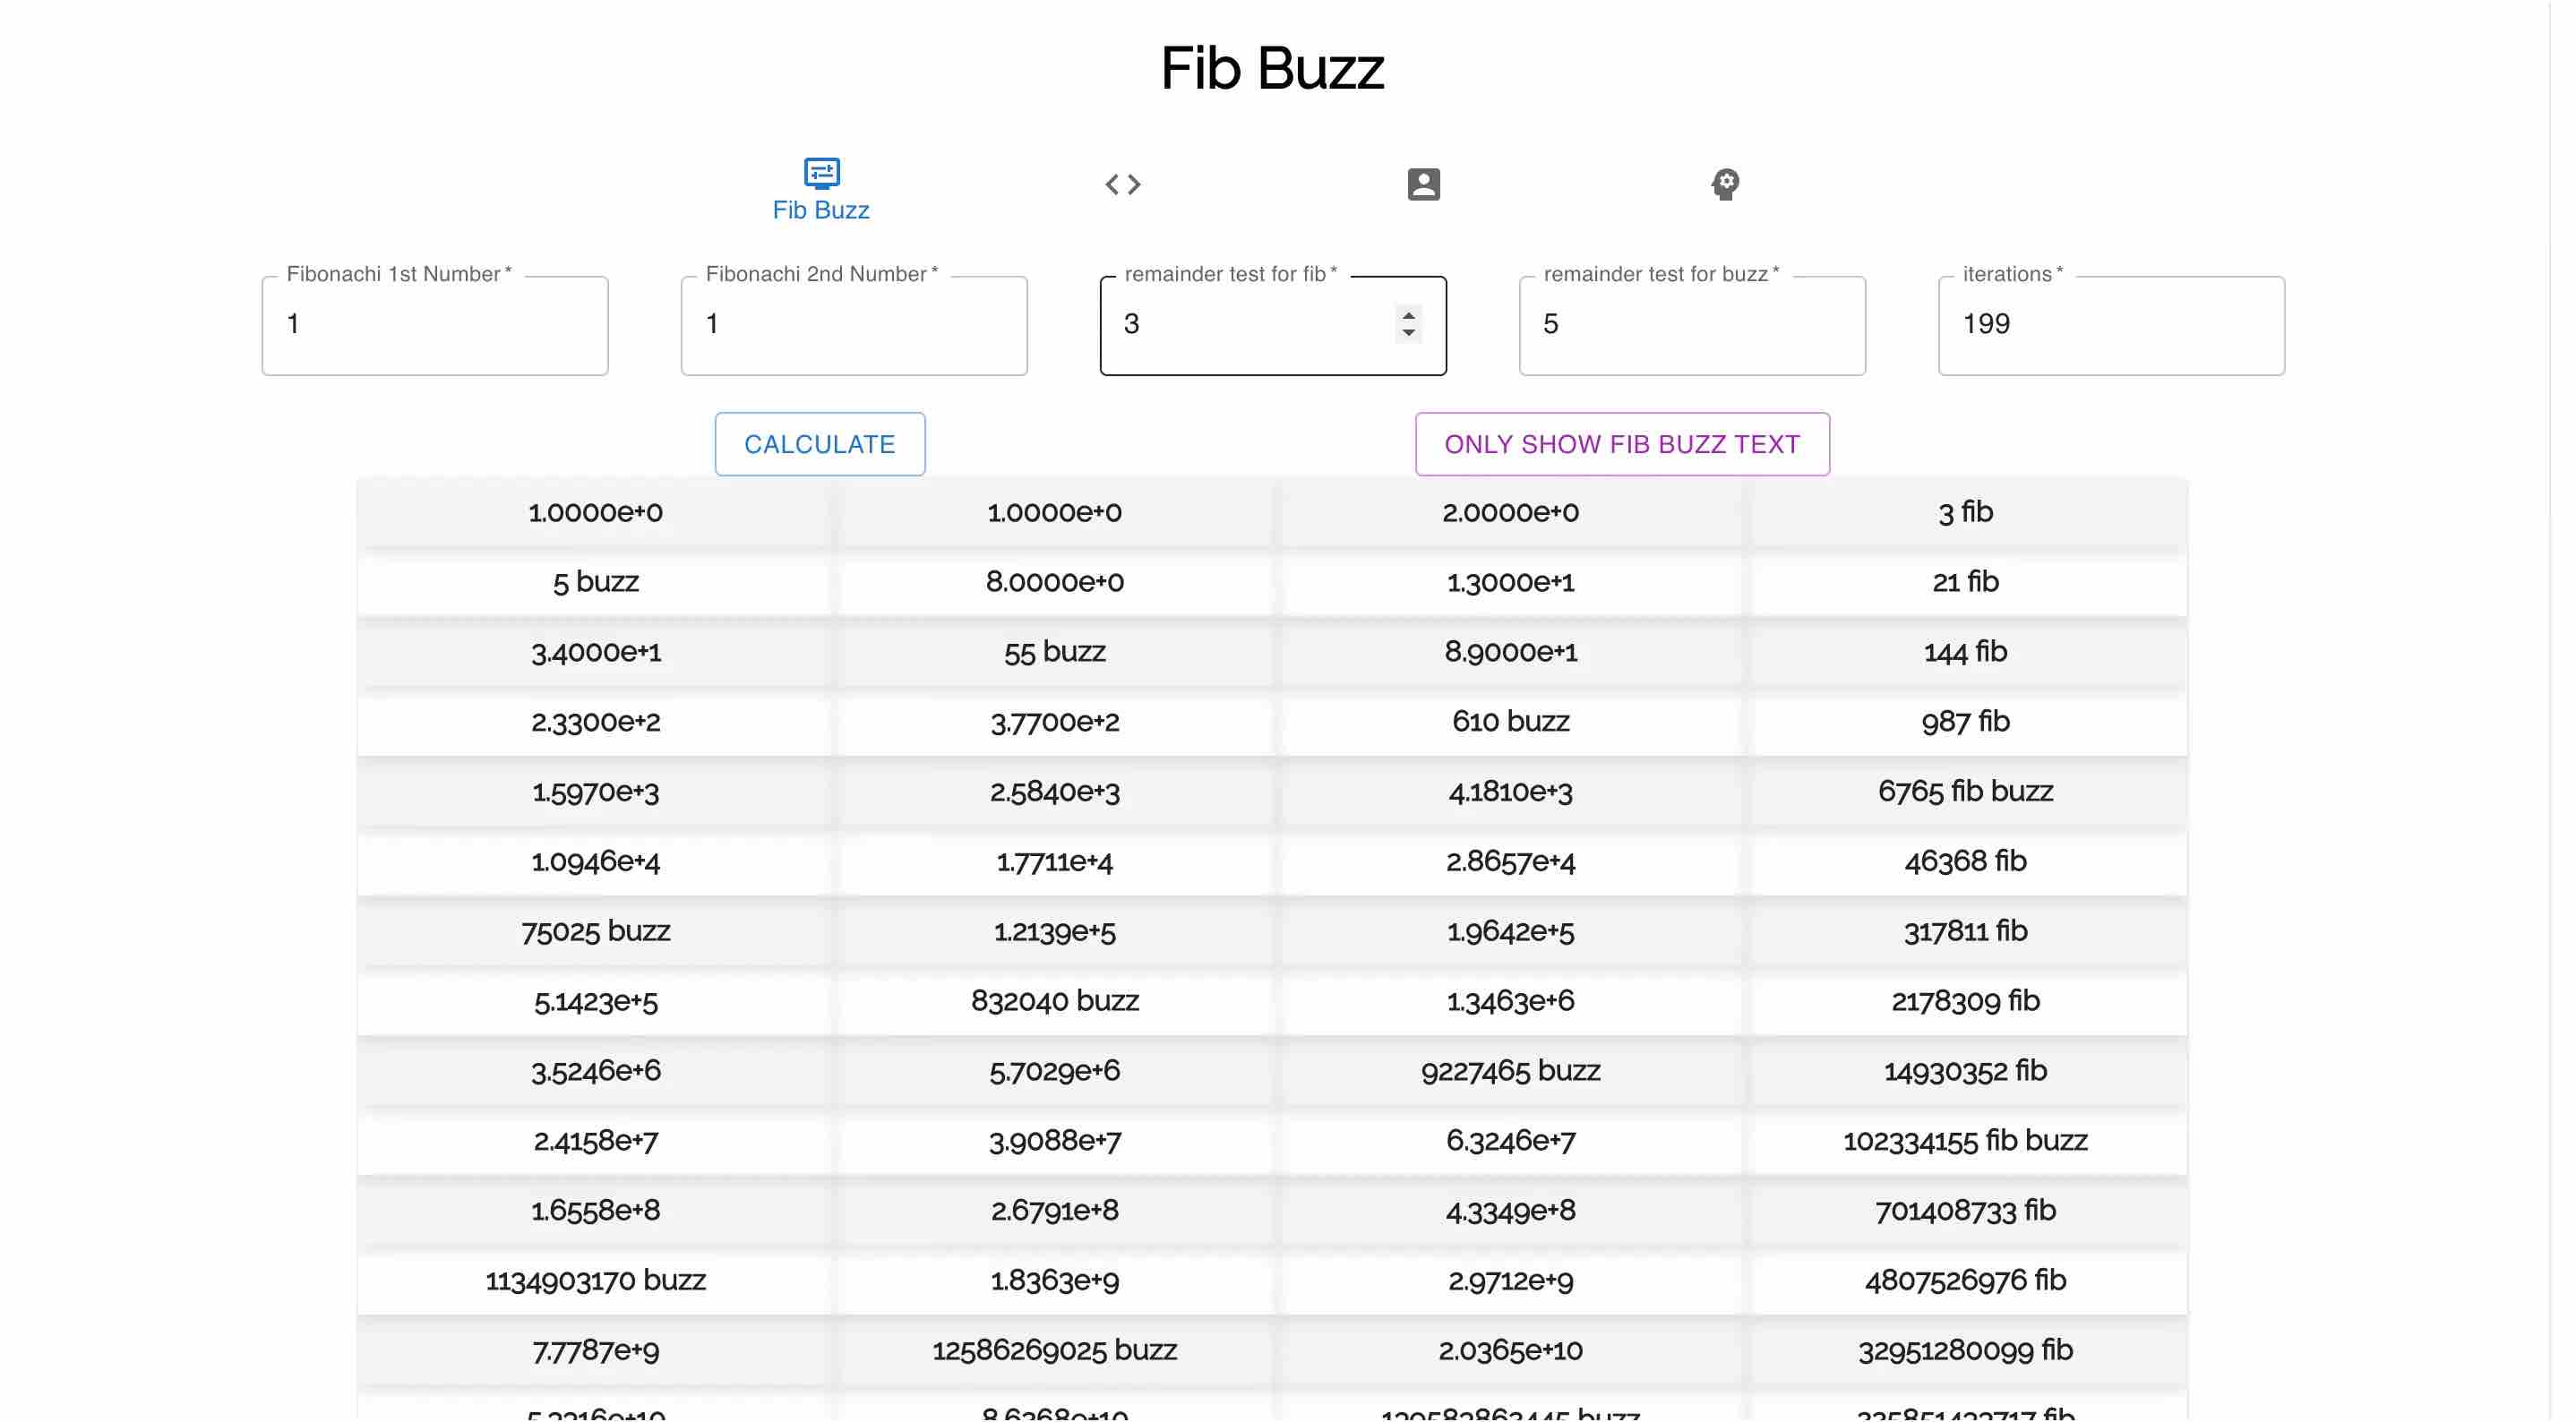 Fib Buzz
Fib Buzz
Fibonachi 1st Number *
Fibonachi 2nd Number *
remainder test for fib *
remainder test for buzz *
iterations *
1
1
3
5
199
CALCULATE
ONLY SHOW FIB BUZZ TEXT
1.0000e+0 1.0000e+0 2.0000e+0 3 fib
5 buzz 8.0000e+0 1.3000e+1 21 fib
3.4000e+1 55 buzz 8.9000e+1 144 fib
2.3300e+2 3.7700e+2 610 buzz 987 fib
1.5970e+3 2.5840e+3 4.1810e+3 6765 fib buzz
1.0946e+4 1.7711e+4 2.8657e+4 46368 fib
75025 buzz 1.2139e+5 1.9642e+5 317811 fib
5.1423e+5 832040 buzz 1.3463e+6 2178309 fib
3.5246e+6 5.7029e+6 9227465 buzz 14930352 fib
2.4158e+7 3.9088e+7 6.3246e+7 102334155 fib buzz
1.6558e+8 2.6791e+8 4.3349e+8 701408733 fib
1134903170 buzz 1.8363e+9 2.9712e+9 4807526976 fib
7.7787e+9 12586269025 buzz 2.0365e+10 32951280099 fib